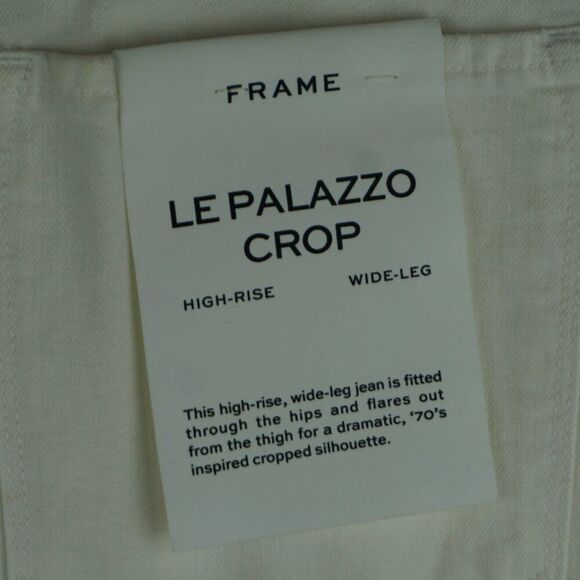 FRAME
LE PALAZZO
CROP
HIGH-RISE WIDE-LEG
This high-rise, wide-leg jean is fitted
through the hips and flares out
from the thigh for a dramatic, ‘70’s
inspired cropped silhouette.